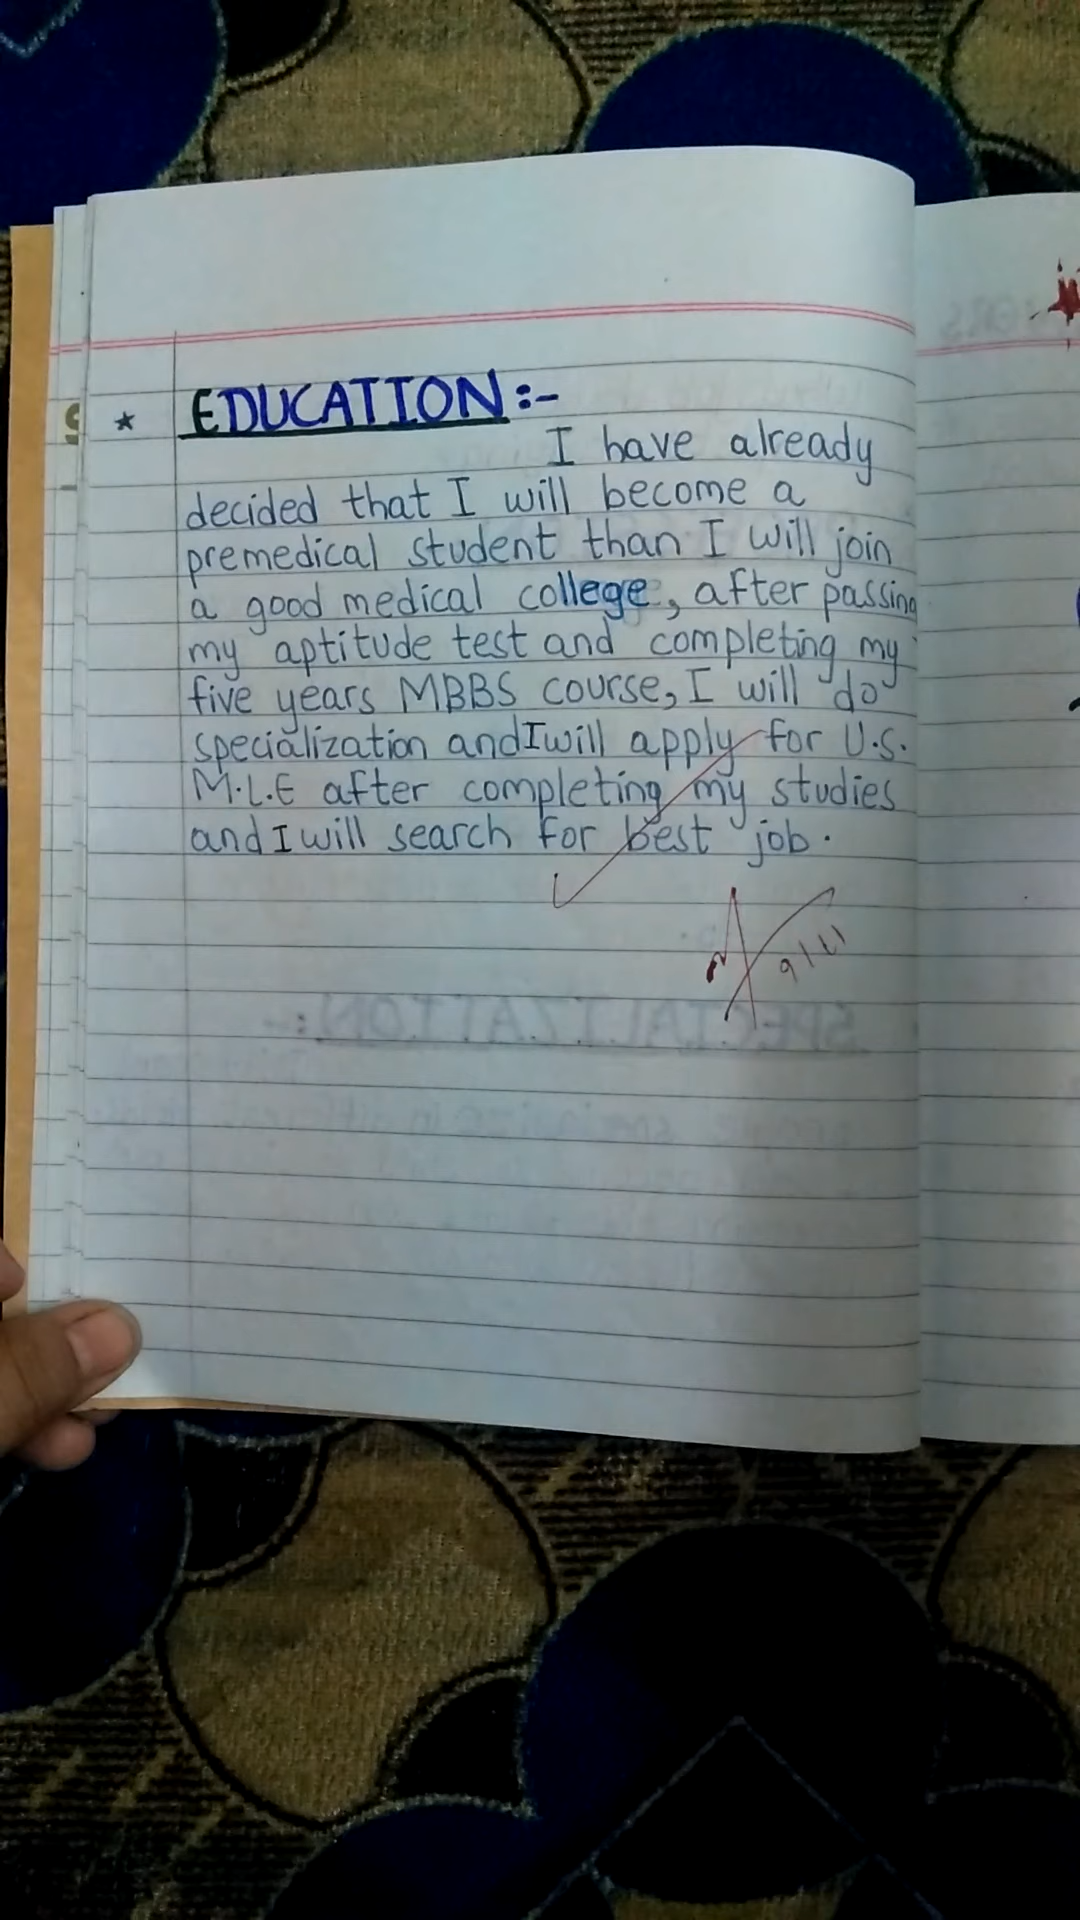 * EDUCATION:-
I have already
decided that I will become a
premedical student than I will join
a good medical college, after passing
my aptitude test and completing my
five years MBBS course, I will do
specialization and I will apply for U.S.
M.L.E after completing my studies
and I will search for best job.
SPECIALIZATION:-